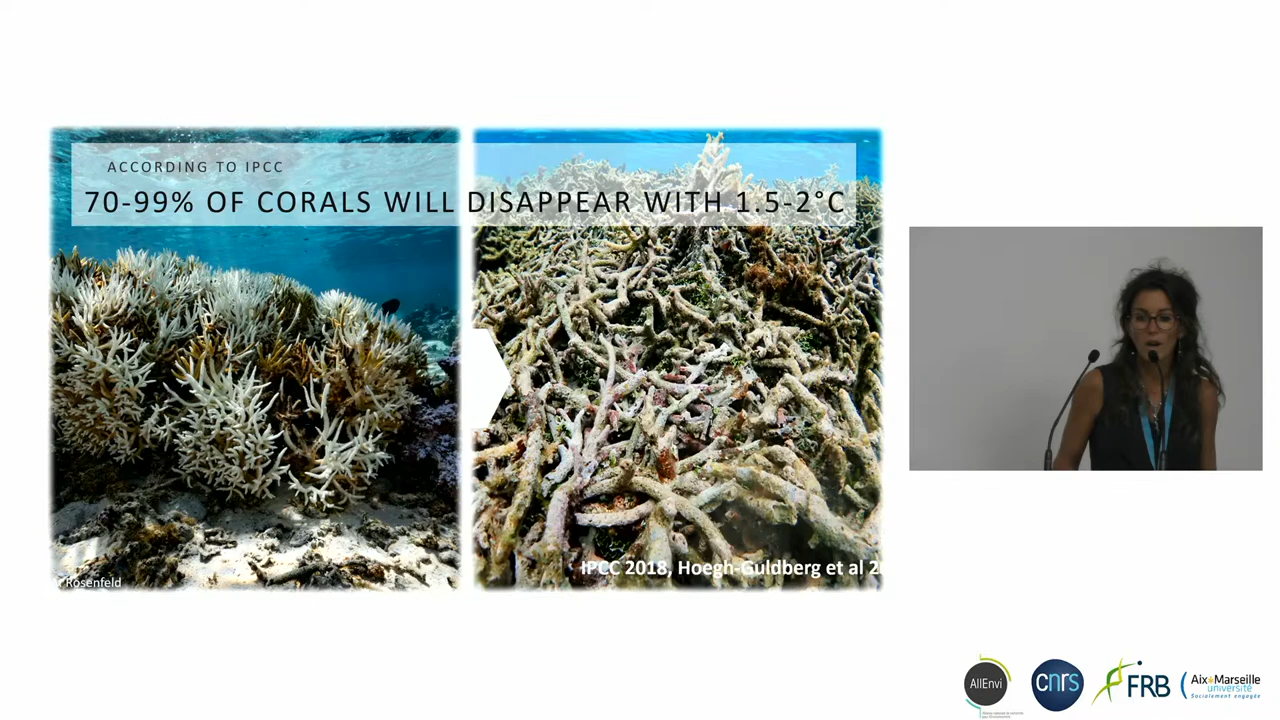 ACCORDING TO IPCC
70-99% OF CORALS WILL DISAPPEAR WITH 1.5-2°C
Rosenfeld
IPCC 2018, Hoegh-Guldberg et al
AllEnvi
cnrs
FRB
Aix Marseille
université
Socialement engagée